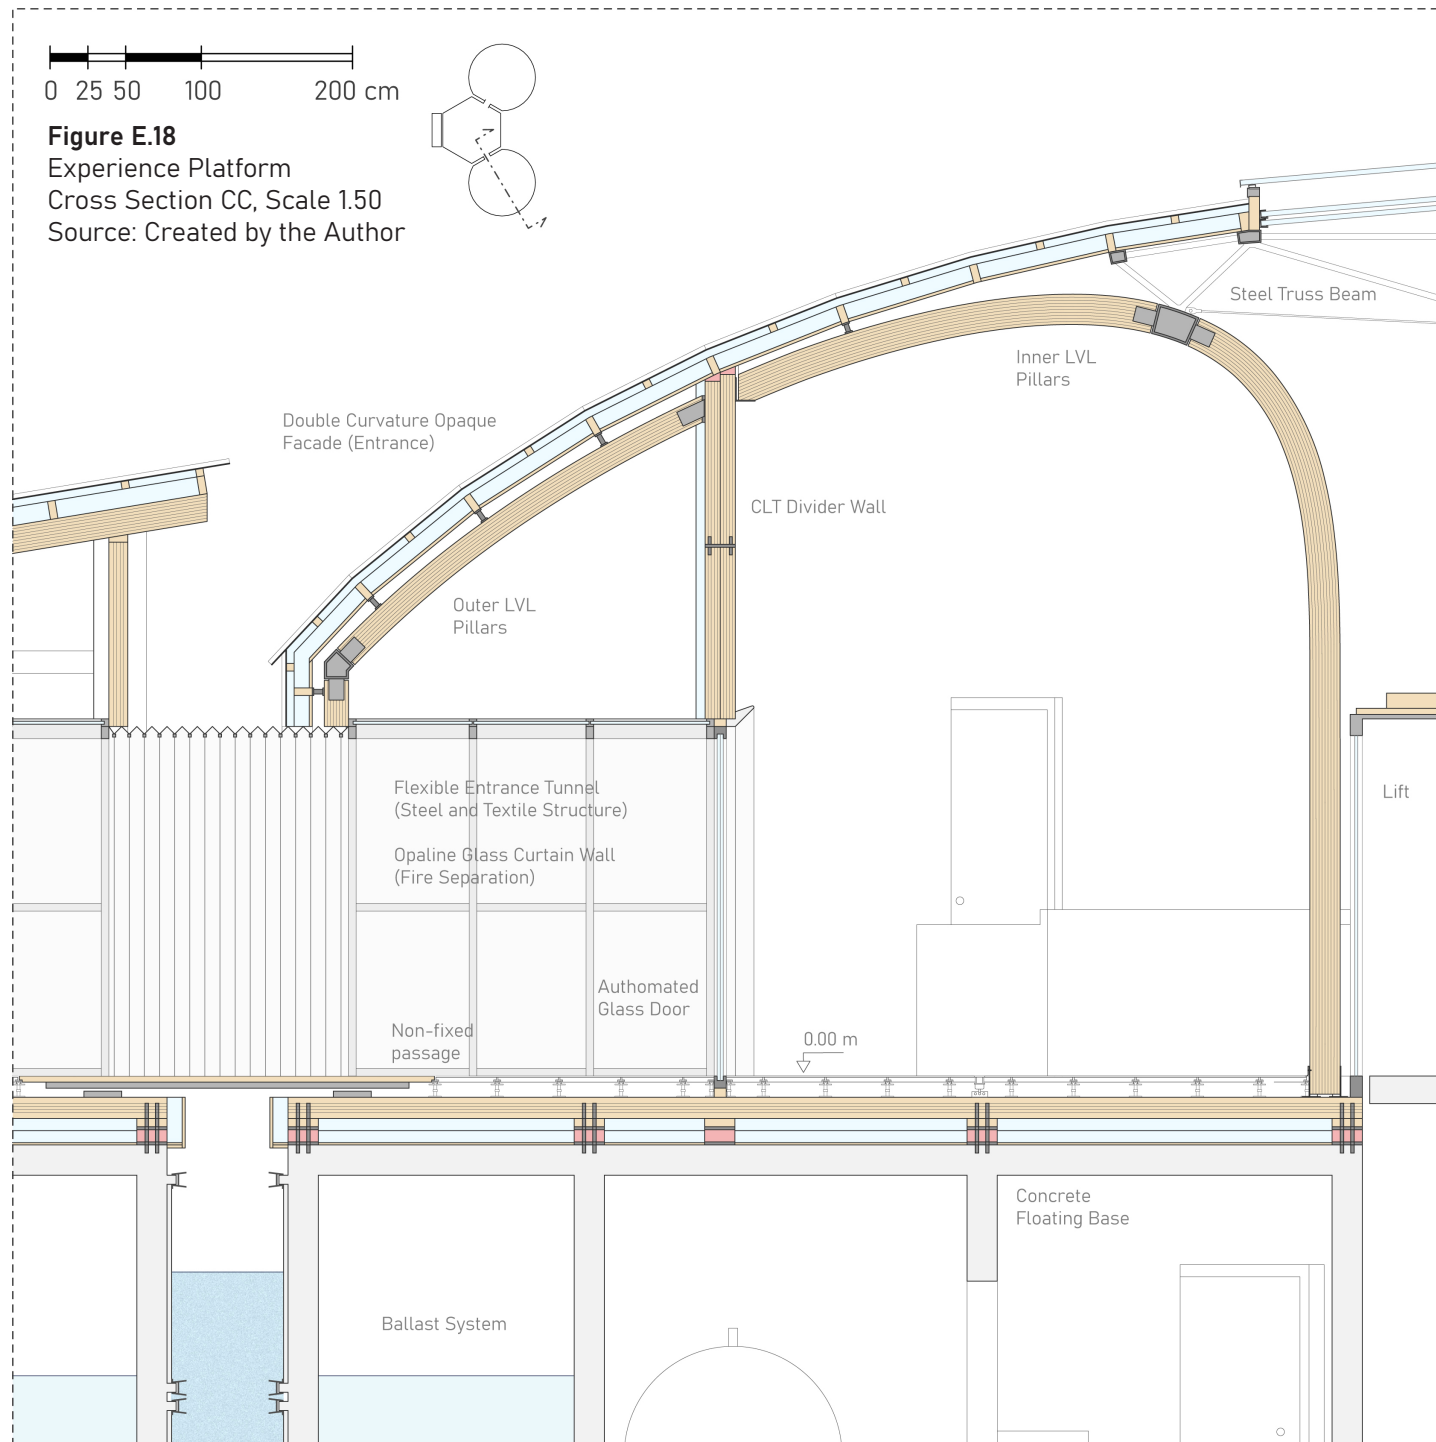 0 25 50 100 200 cm
Figure E.18
Experience Platform
Cross Section CC, Scale 1.50
Source: Created by the Author
Steel Truss Beam
Inner LVL
Pillars
Double Curvature Opaque
Facade (Entrance)
CLT Divider Wall
Outer LVL
Pillars
Flexible Entrance Tunnel
(Steel and Textile Structure)
Opaline Glass Curtain Wall
(Fire Separation)
Lift
Authomated
Glass Door
Non-fixed
passage
0.00 m
Concrete
Floating Base
Ballast System